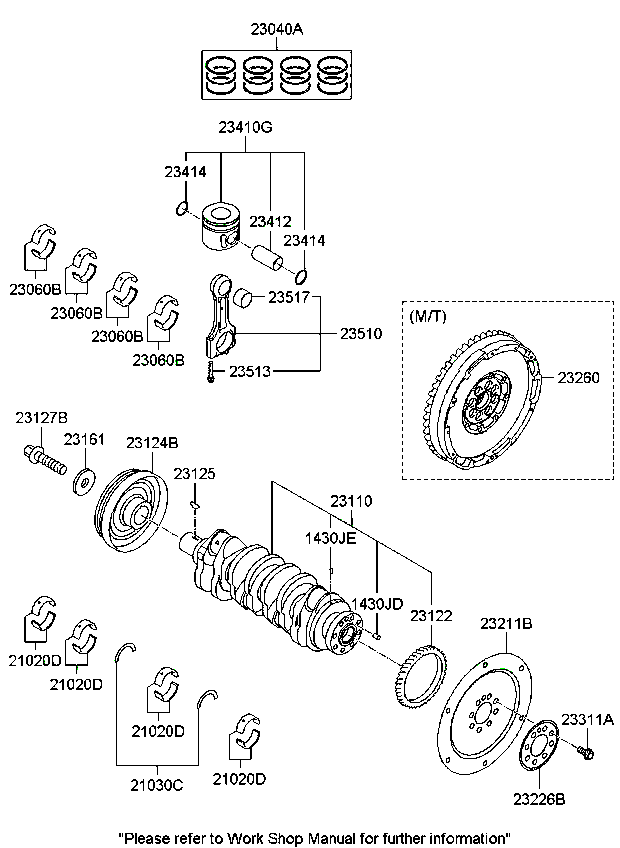 23040A
23410G
23414
23412
23414
23060B
23060B
23060B
23060B
23517
23510
23513
(M/T)
23260
23127B
23161
23124B
23125
23110
1430JE
1430JD
23122
23211B
21020D
21020D
21020D
21020D
21030C
23311A
23226B
"Please refer to Work Shop Manual for further information"